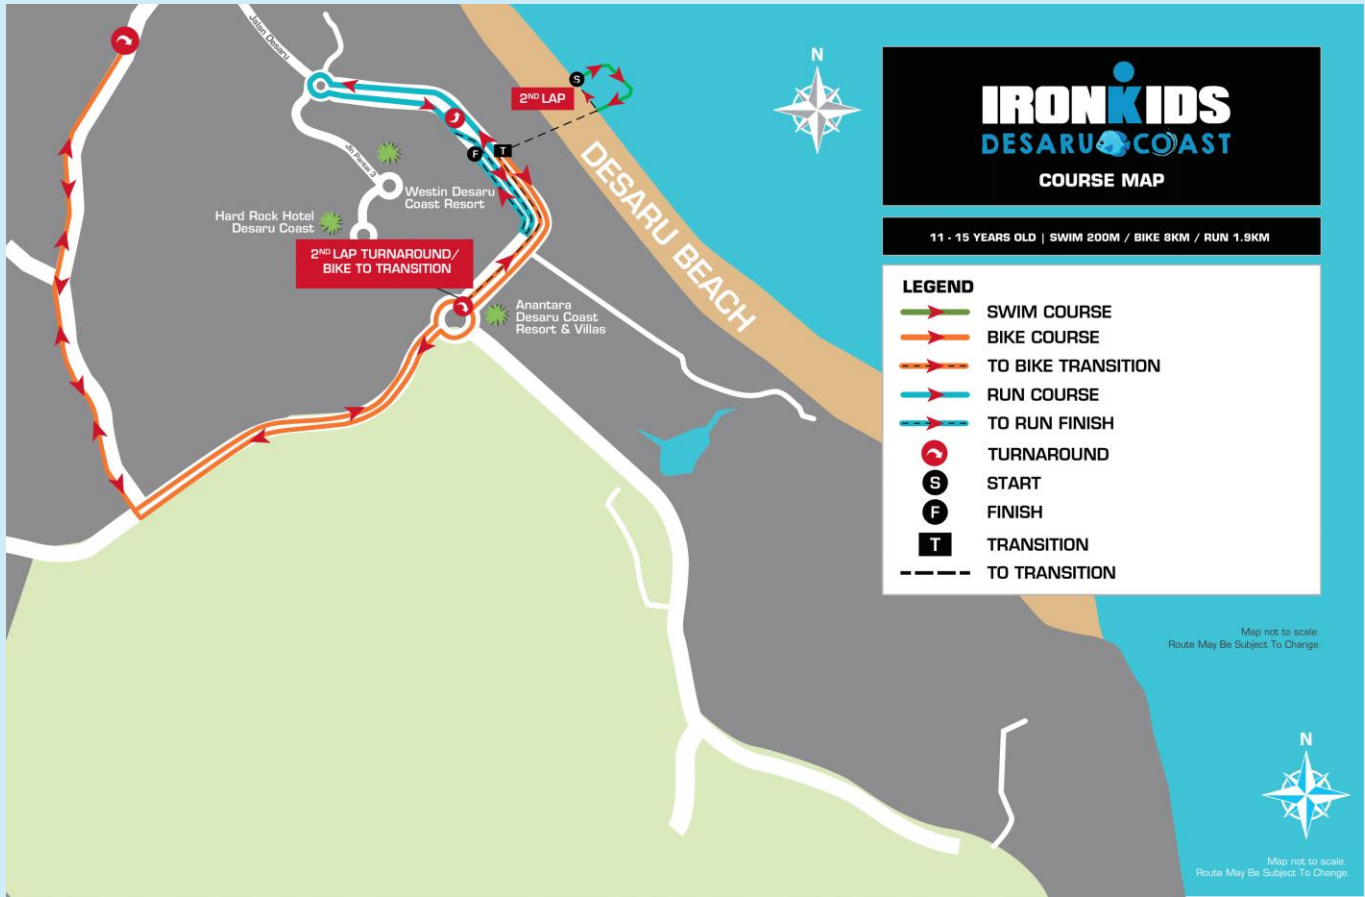 Jalan Desaru
N
S
2ND LAP
IRONKIDS
DESARU COAST
COURSE MAP
F
T
Jln Pantai 3
DESARU BEACH
Westin Desaru
Coast Resort
Hard Rock Hotel
Desaru Coast
11 - 15 YEARS OLD | SWIM 200M / BIKE 8KM / RUN 1.9KM
2ND LAP TURNAROUND/
BIKE TO TRANSITION
Anantara
Desaru Coast
Resort & Villas
LEGEND
SWIM COURSE
BIKE COURSE
TO BIKE TRANSITION
RUN COURSE
TO RUN FINISH
TURNAROUND
S START
F FINISH
T TRANSITION
TO TRANSITION
Map not to scale.
Route May Be Subject To Change.
N
Map not to scale.
Route May Be Subject To Change.